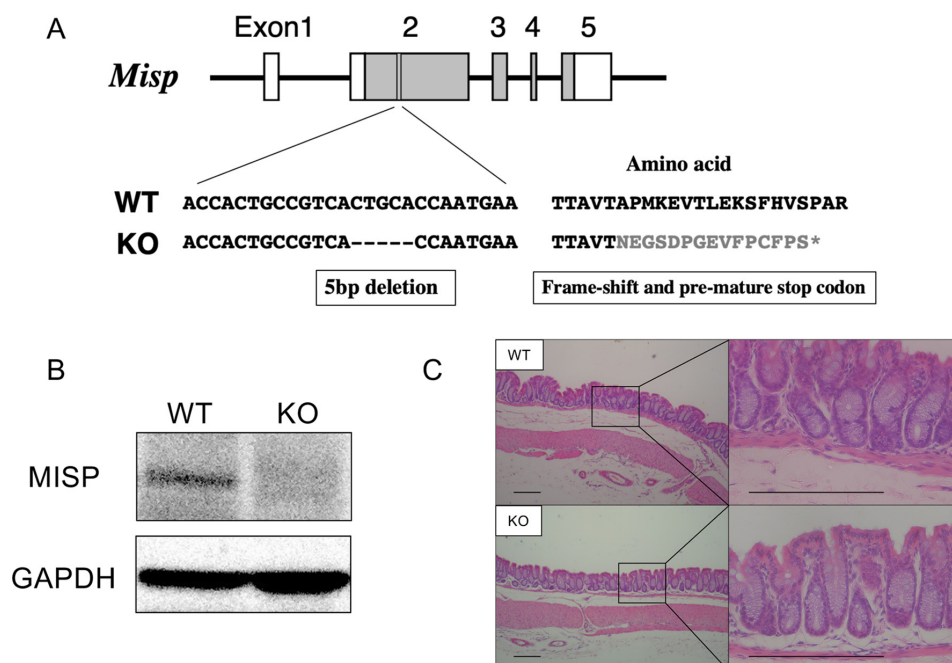 A
Exon1 2 3 4 5
Misp
Amino acid
WT ACCACTGCCGTCACTGCACCAATGAA TTAVTAPMKEVTLEKSFHVSPAR
KO ACCACTGCCGTCA-----CCAATGAA TTAVTNEGSDPGEVFPCFPS*
5bp deletion
Frame-shift and pre-mature stop codon
B
WT KO
MISP
GAPDH
C
WT
KO